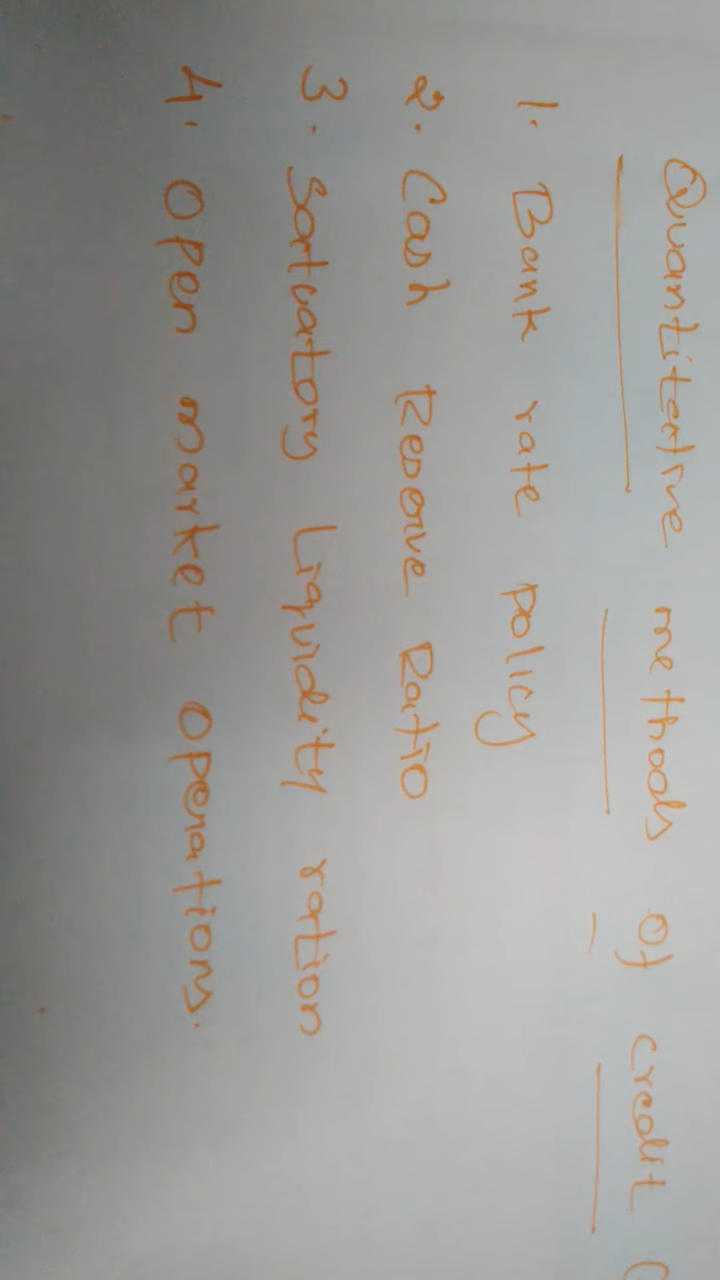 Quantitative methods of credit
1. Bank rate policy
2. Cash Reserve Ratio
3. Sartuatory Liquidity ration
4. Open market operations.